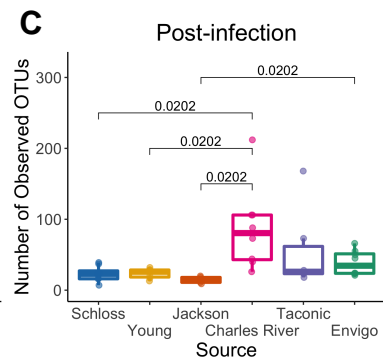 C
Post-infection
Number of Observed OTUs
300
200
100
0
0.0202
0.0202
0.0202
0.0202
Schloss
Jackson
Taconic
Young
Charles River
Envigo
Source